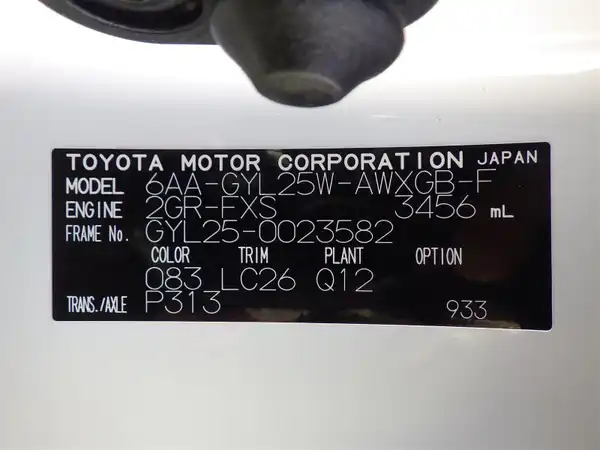 TOYOTA MOTOR CORPORATION JAPAN
MODEL 6AA-GYL25W-AWXGB-F
ENGINE 2GR-FXS 3456 mL
FRAME No. GYL25-0023582
COLOR TRIM PLANT OPTION
083 LC26 Q12
TRANS./AXLE P313 933